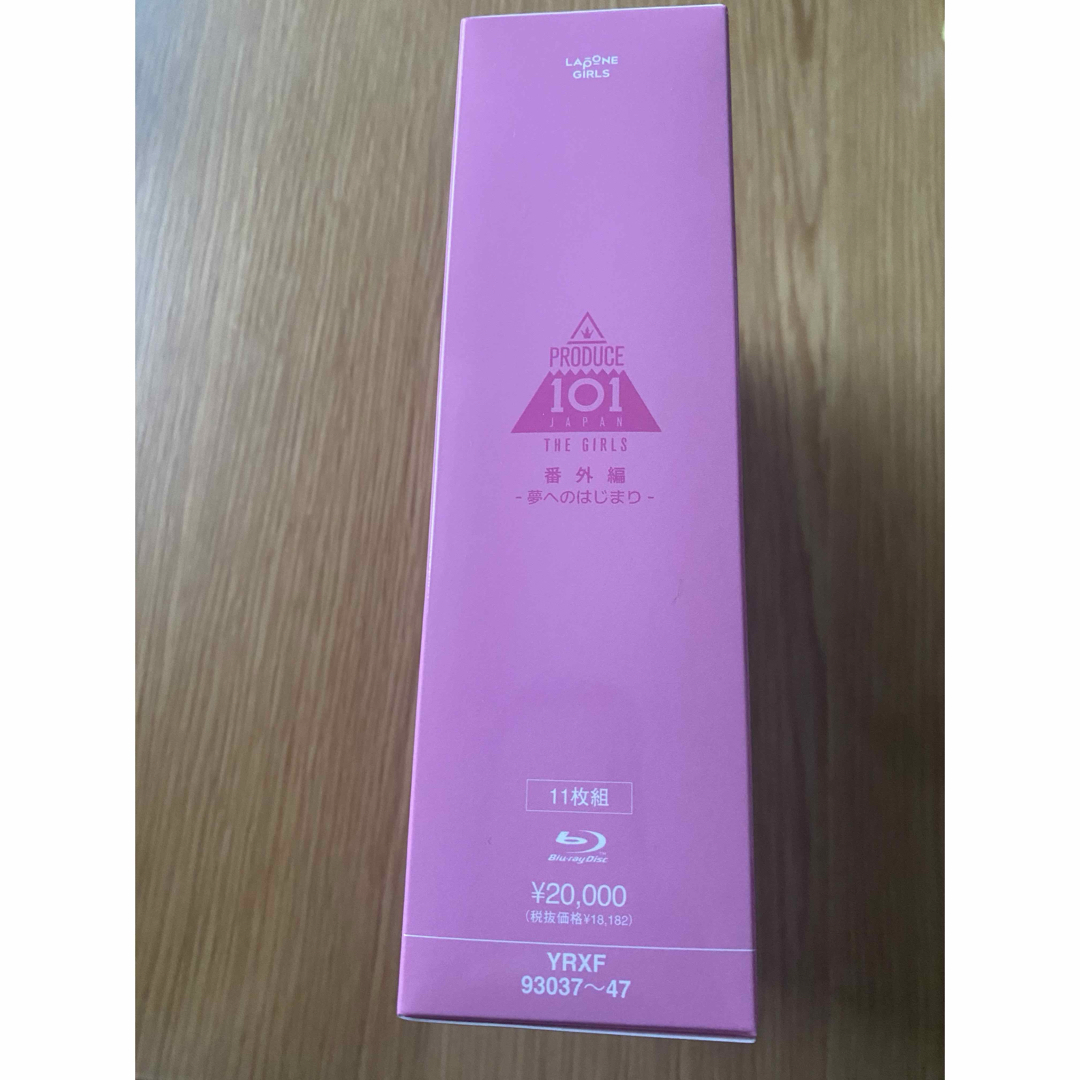 LAPONE
GIRLS
PRODUCE
101
JAPAN
THE GIRLS
番外編
- 夢へのはじまり -
11枚組
Blu-ray Disc™
¥20,000
(税抜価格¥18,182)
YRXF
93037〜47